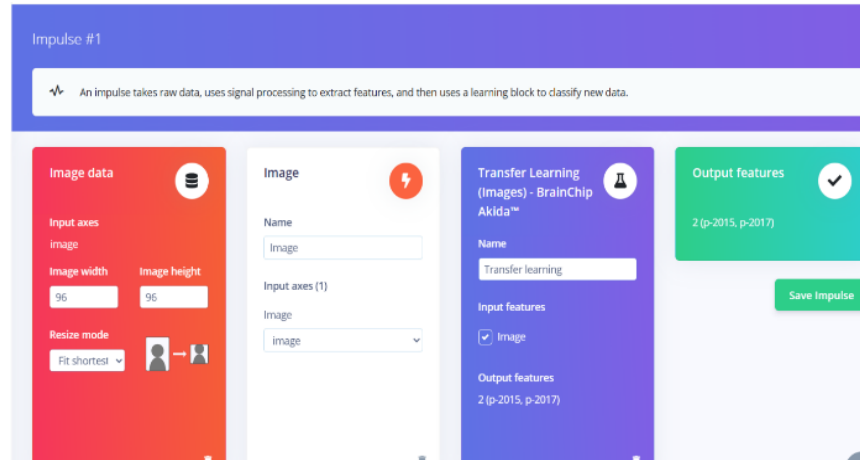 Impulse #1
An impulse takes raw data, uses signal processing to extract features, and then uses a learning block to classify new data.
Image data
Input axes
image
Image width
Image height
96
96
Resize mode
Fit shortest
Image
Name
Image
Input axes (1)
Image
image
Transfer Learning
(Images) - BrainChip
Akida™
Name
Transfer learning
Input features
Image
Output features
2 (p-2015, p-2017)
Output features
2 (p-2015, p-2017)
Save Impulse